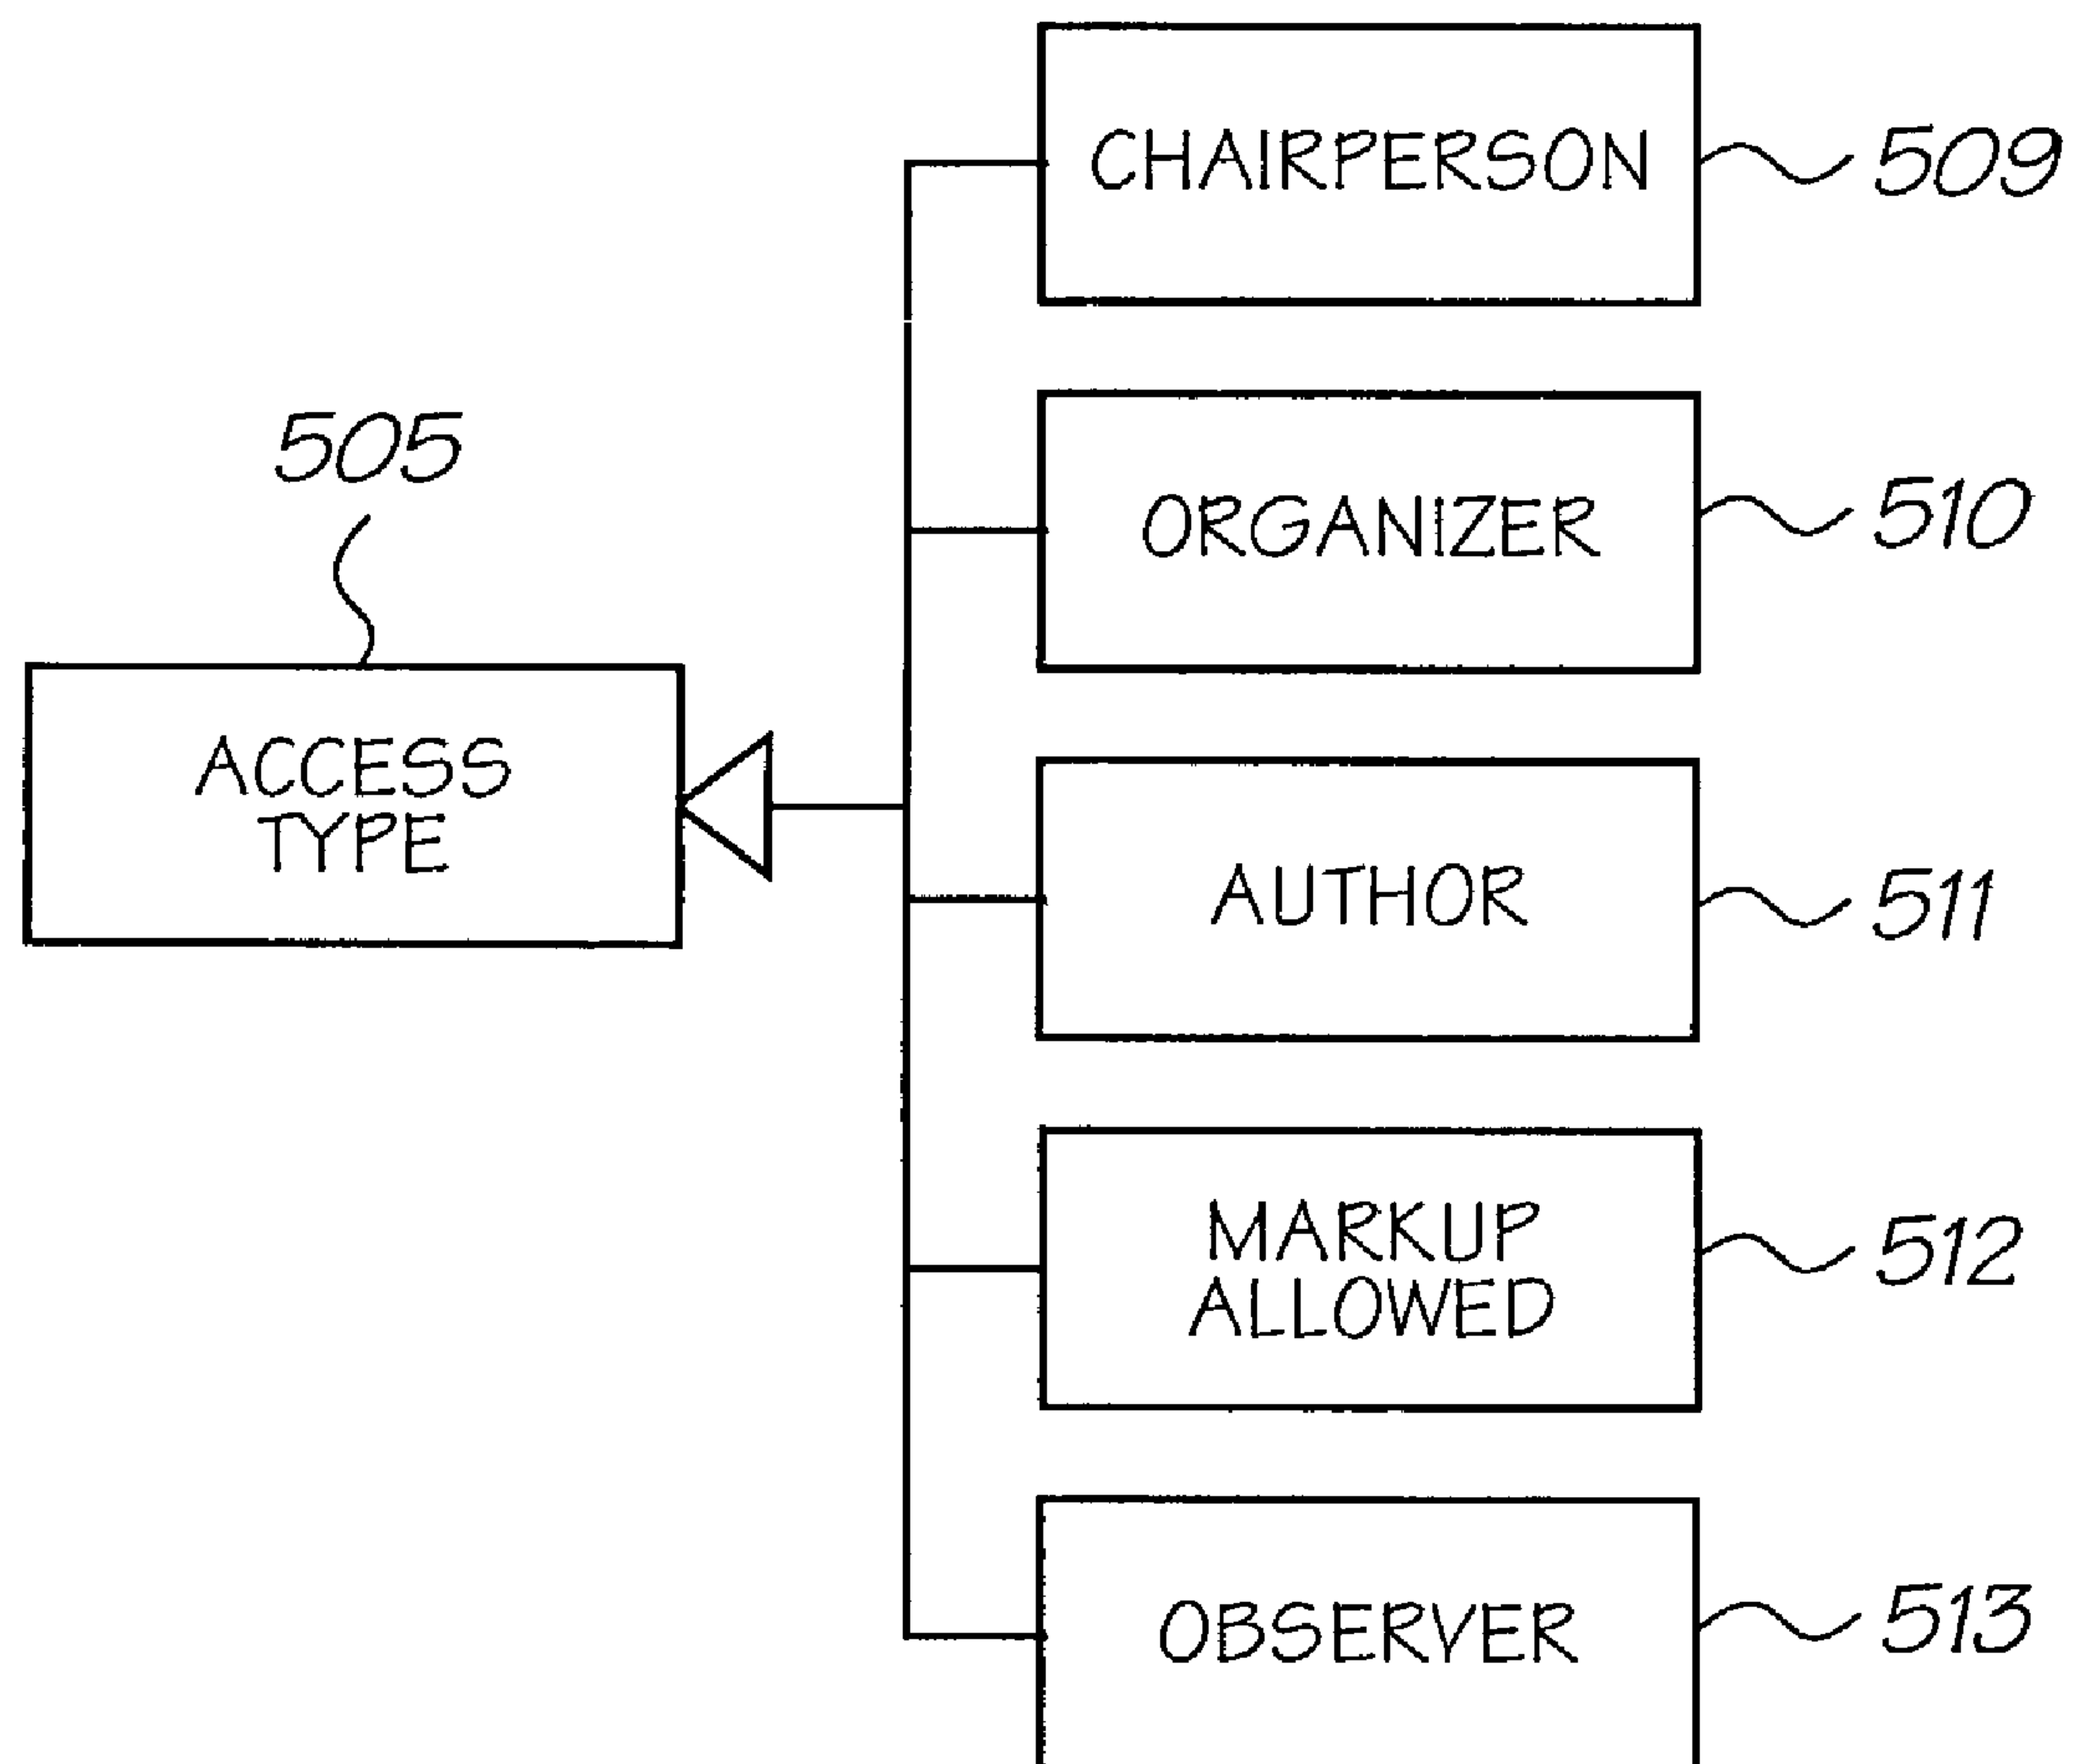 CHAIRPERSON
509
ORGANIZER
510
505
ACCESS
TYPE
AUTHOR
511
MARKUP
ALLOWED
512
OBSERVER
513